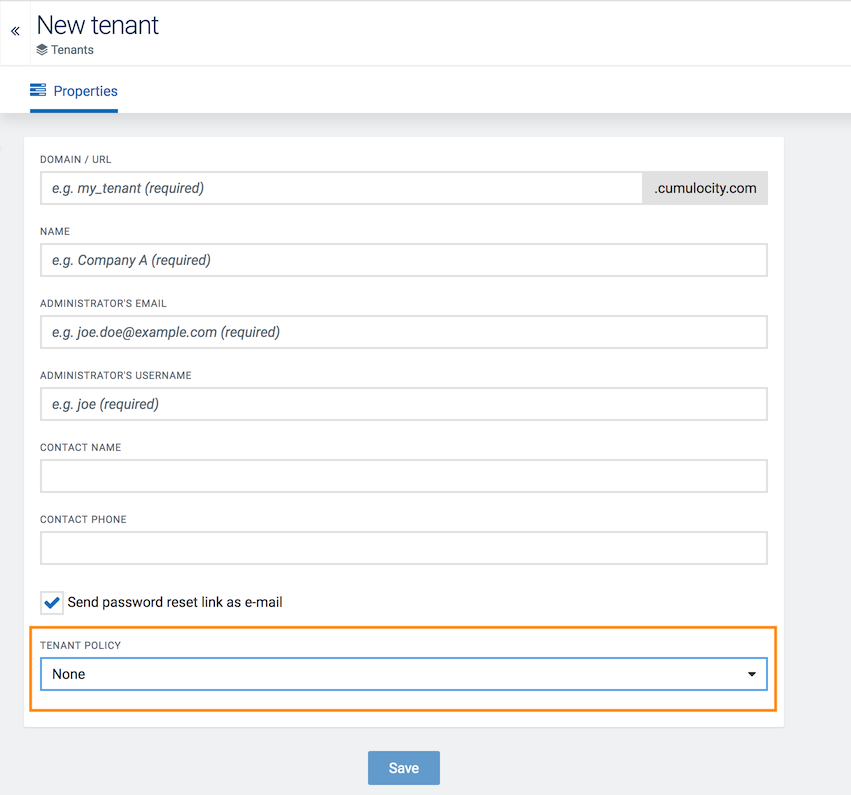 New tenant
Tenants
Properties
DOMAIN / URL
e.g. my_tenant (required) .cumulocity.com
NAME
e.g. Company A (required)
ADMINISTRATOR'S EMAIL
e.g. joe.doe@example.com (required)
ADMINISTRATOR'S USERNAME
e.g. joe (required)
CONTACT NAME
CONTACT PHONE
Send password reset link as e-mail
TENANT POLICY
None
Save